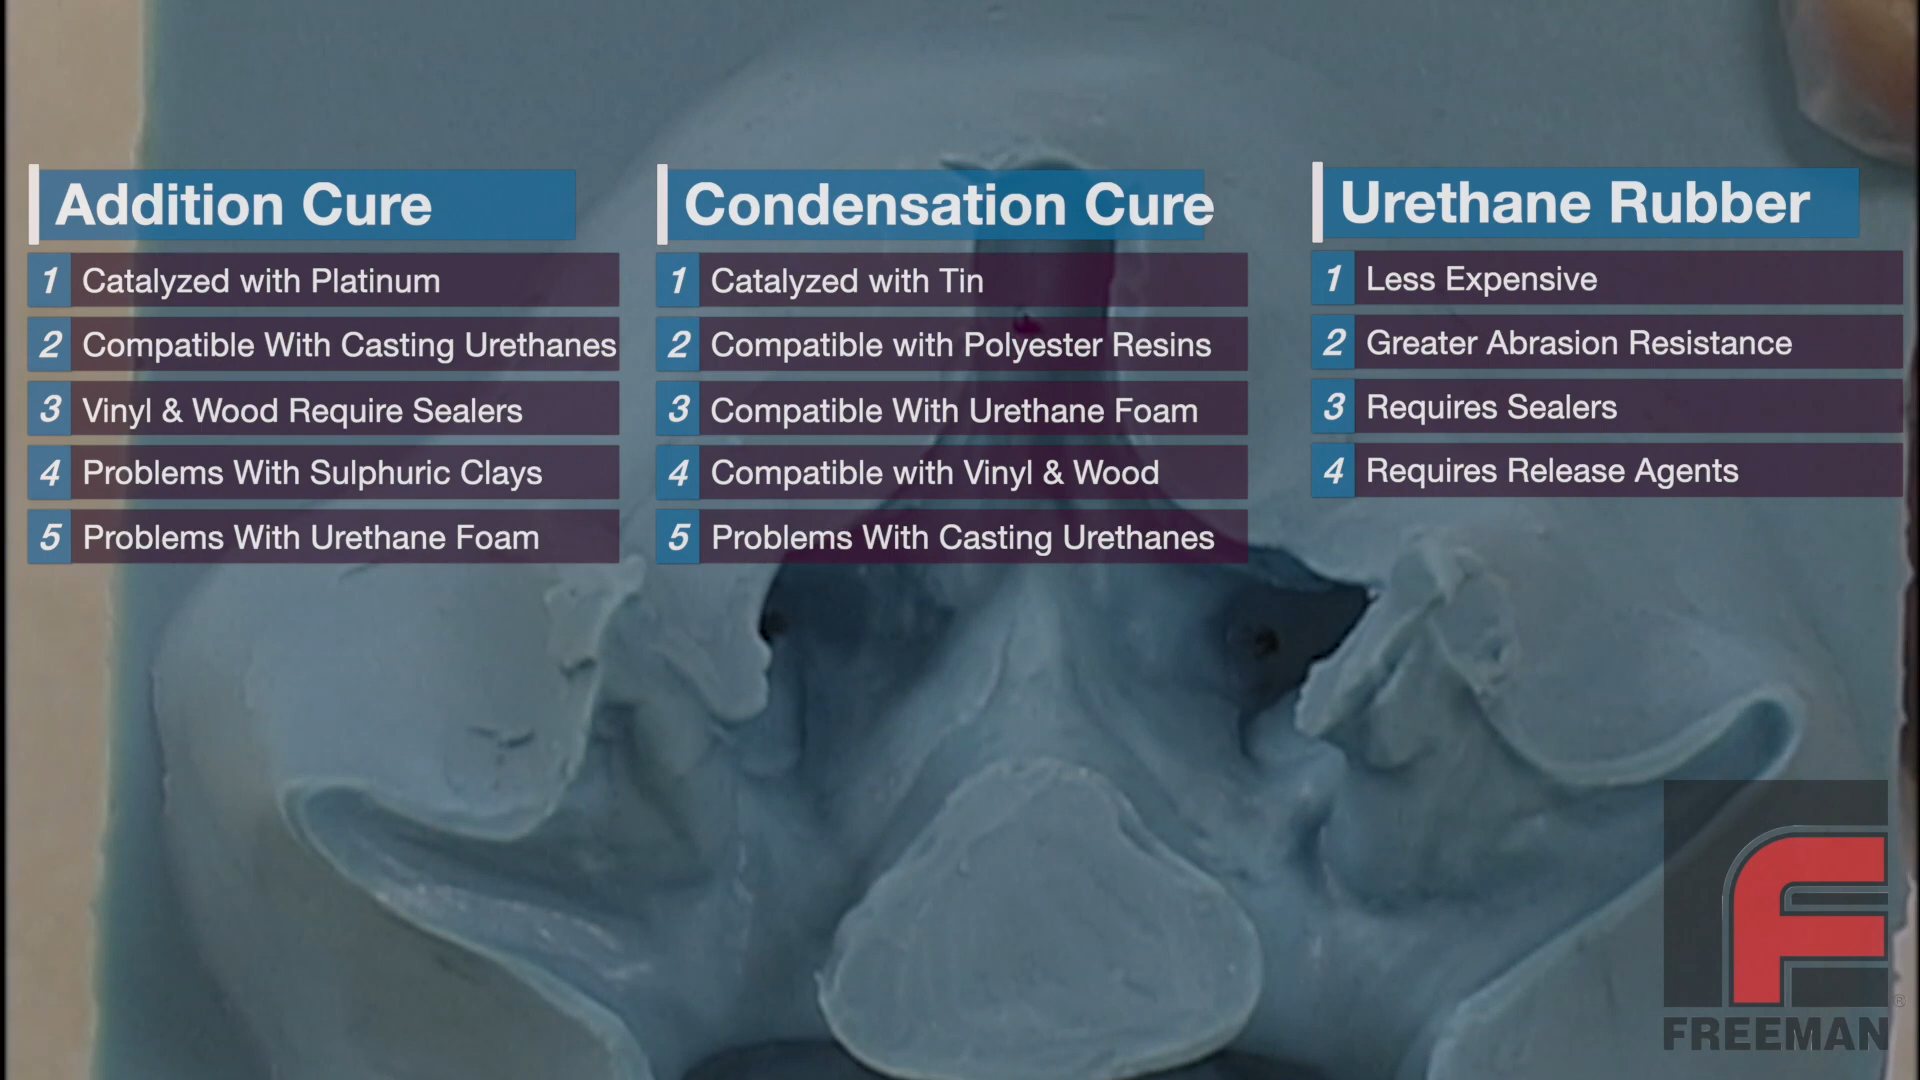 Addition Cure
1 Catalyzed with Platinum
2 Compatible With Casting Urethanes
3 Vinyl & Wood Require Sealers
4 Problems With Sulphuric Clays
5 Problems With Urethane Foam
Condensation Cure
1 Catalyzed with Tin
2 Compatible with Polyester Resins
3 Compatible With Urethane Foam
4 Compatible with Vinyl & Wood
5 Problems With Casting Urethanes
Urethane Rubber
1 Less Expensive
2 Greater Abrasion Resistance
3 Requires Sealers
4 Requires Release Agents
F ®
FREEMAN